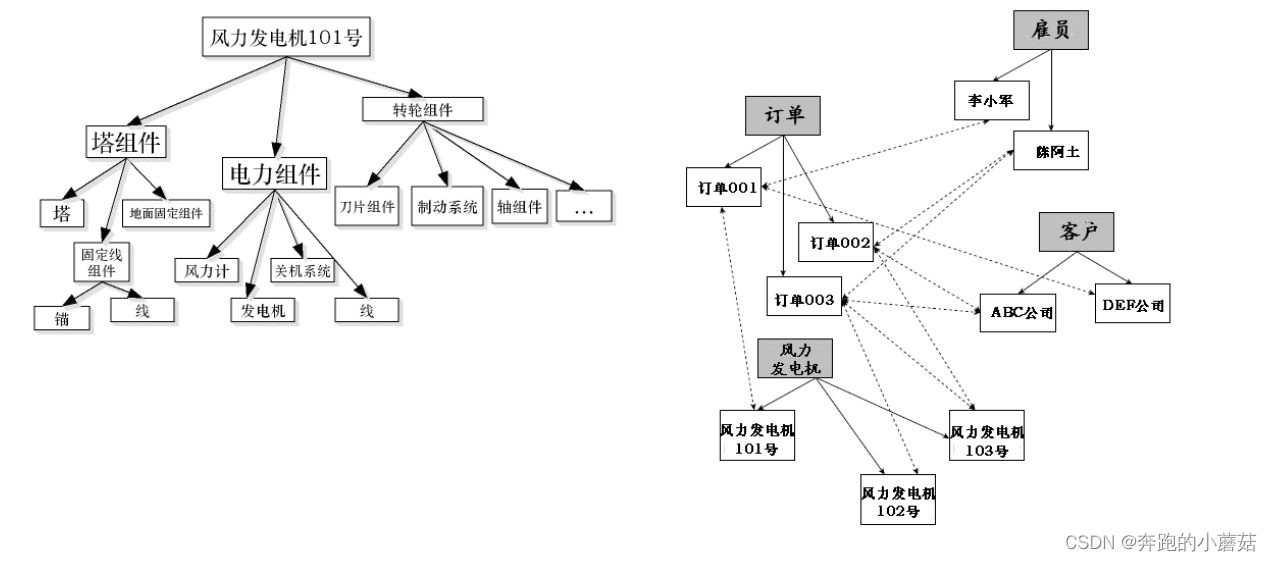 风力发电机101号
塔组件
电力组件
转轮组件
塔
地面固定组件
固定线
组件
锚
线
风力计
关机系统
发电机
线
刀片组件
制动系统
轴组件
...
雇员
李小军
陈阿土
订单
订单001
订单002
订单003
客户
ABC公司
DEF公司
风力
发电机
风力发电机
101号
风力发电机
102号
风力发电机
103号
CSDN @奔跑的小蘑菇